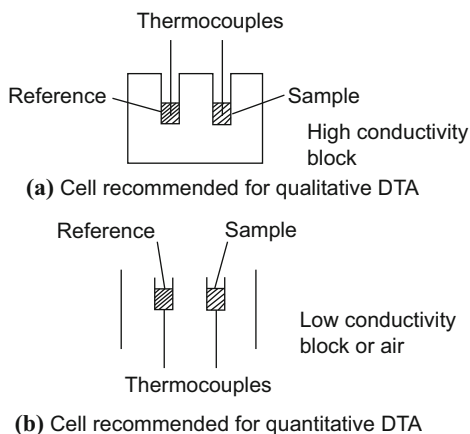 Thermocouples
Reference
Sample
High conductivity
block
(a) Cell recommended for qualitative DTA
Reference
Sample
Low conductivity
block or air
Thermocouples
(b) Cell recommended for quantitative DTA